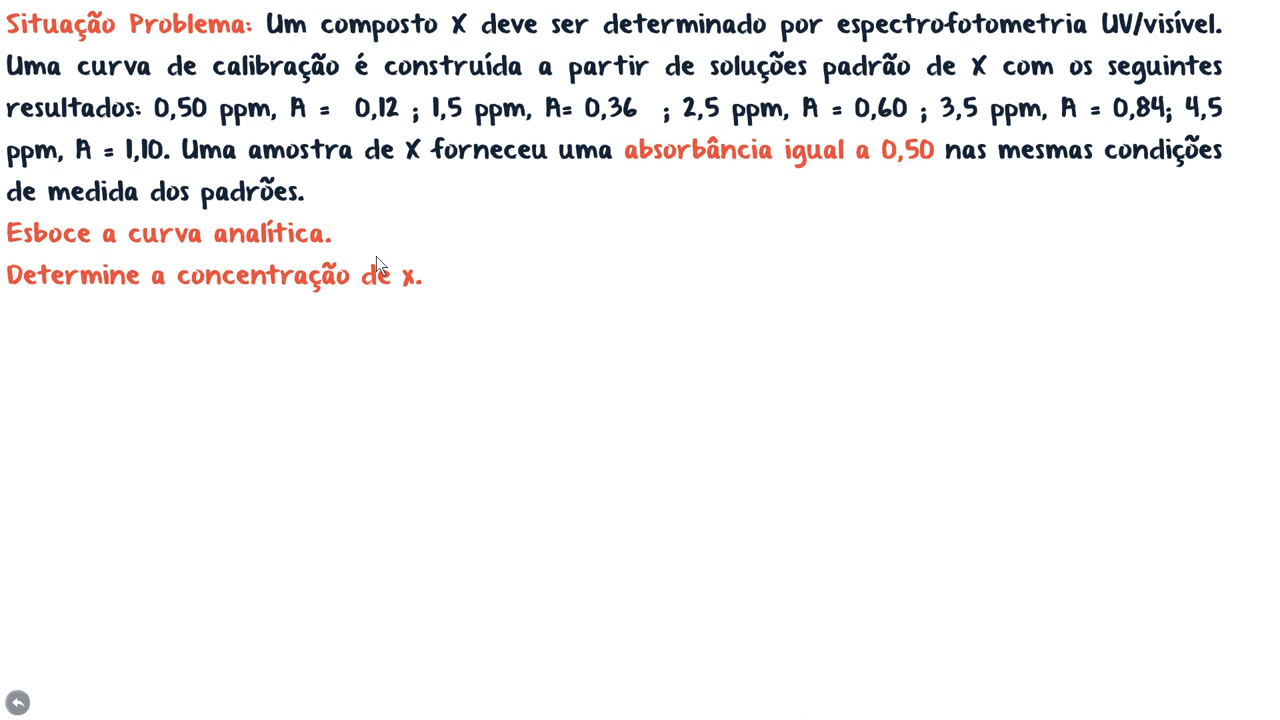 Situação Problema: Um composto X deve ser determinado por espectrofotometria UV/visível.
Uma curva de calibração é construída a partir de soluções padrão de X com os seguintes
resultados: 0,50 ppm, A = 0,12 ; 1,5 ppm, A= 0,36 ; 2,5 ppm, A = 0,60 ; 3,5 ppm, A = 0,84; 4,5
ppm, A = 1,10. Uma amostra de X forneceu uma absorbância igual a 0,50 nas mesmas condições
de medida dos padrões.
Esboce a curva analítica.
Determine a concentração de x.